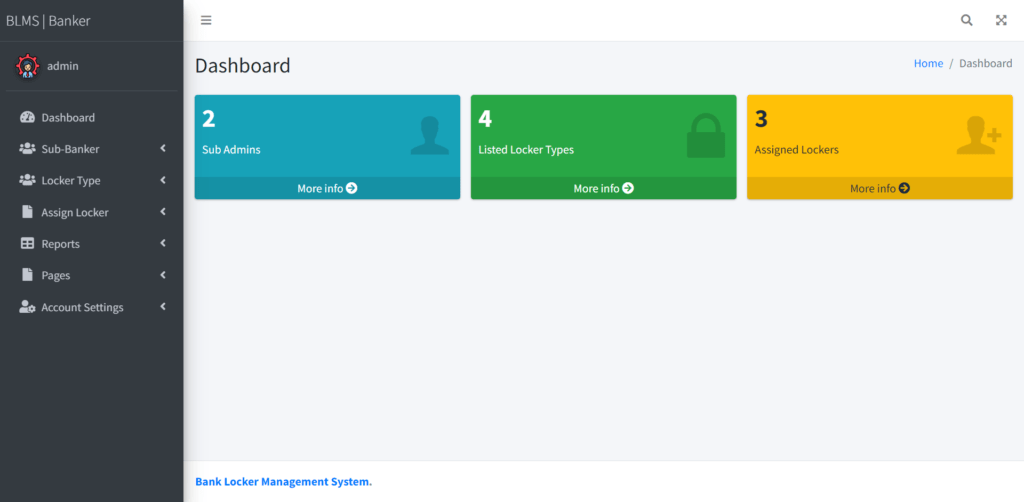 BLMS | Banker
admin
Dashboard
Sub-Banker
Locker Type
Assign Locker
Reports
Pages
Account Settings
Dashboard
Home / Dashboard
2
Sub Admins
More info
4
Listed Locker Types
More info
3
Assigned Lockers
More info
Bank Locker Management System.